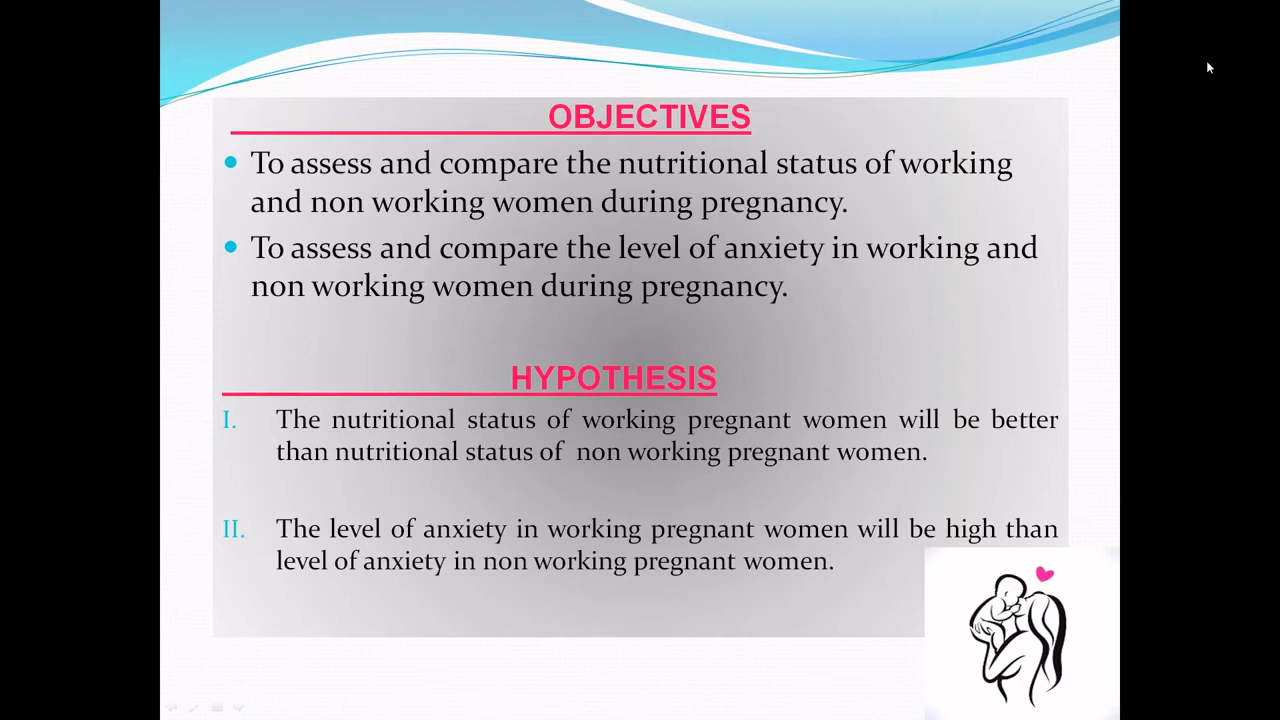 OBJECTIVES
To assess and compare the nutritional status of working
and non working women during pregnancy.
To assess and compare the level of anxiety in working and
non working women during pregnancy.
HYPOTHESIS
I. The nutritional status of working pregnant women will be better
than nutritional status of non working pregnant women.
II. The level of anxiety in working pregnant women will be high than
level of anxiety in non working pregnant women.